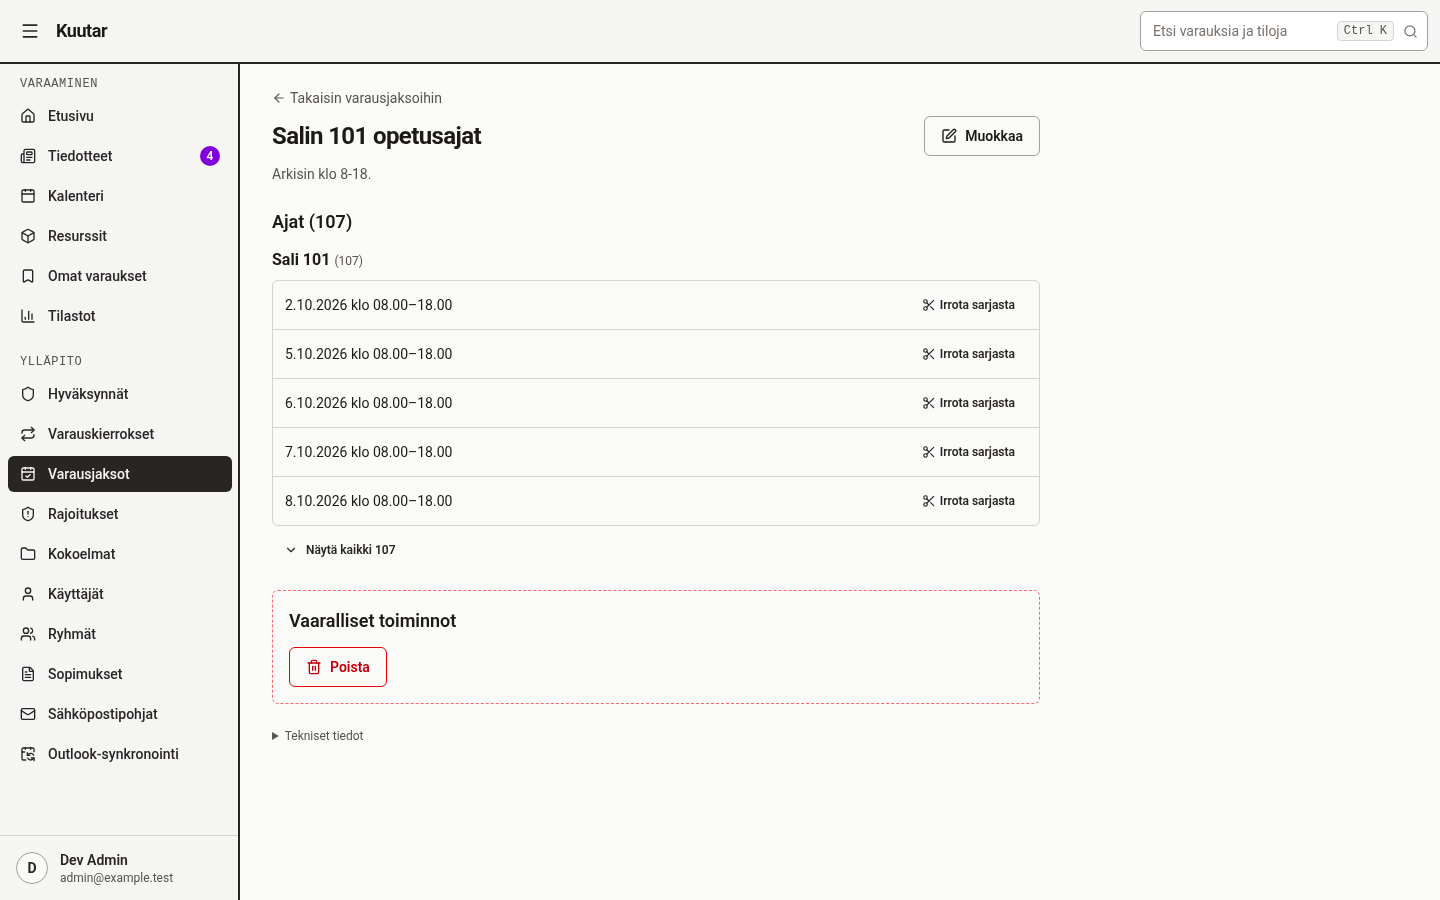 Kuutar
Etsi varauksia ja tiloja
Ctrl K
VARAAMINEN
Etusivu
Tiedotteet
4
Kalenteri
Resurssit
Omat varaukset
Tilastot
YLLÄPITO
Hyväksynnät
Varauskierrokset
Varausjaksot
Rajoitukset
Kokoelmat
Käyttäjät
Ryhmät
Sopimukset
Sähköpostipohjat
Outlook-synkronointi
D
Dev Admin
admin@example.test
Takaisin varausjaksoihin
Salin 101 opetusajat
Muokkaa
Arkisin klo 8-18.
Ajat (107)
Sali 101 (107)
2.10.2026 klo 08.00–18.00 Irrota sarjasta
5.10.2026 klo 08.00–18.00 Irrota sarjasta
6.10.2026 klo 08.00–18.00 Irrota sarjasta
7.10.2026 klo 08.00–18.00 Irrota sarjasta
8.10.2026 klo 08.00–18.00 Irrota sarjasta
Näytä kaikki 107
Vaaralliset toiminnot
Poista
Tekniset tiedot